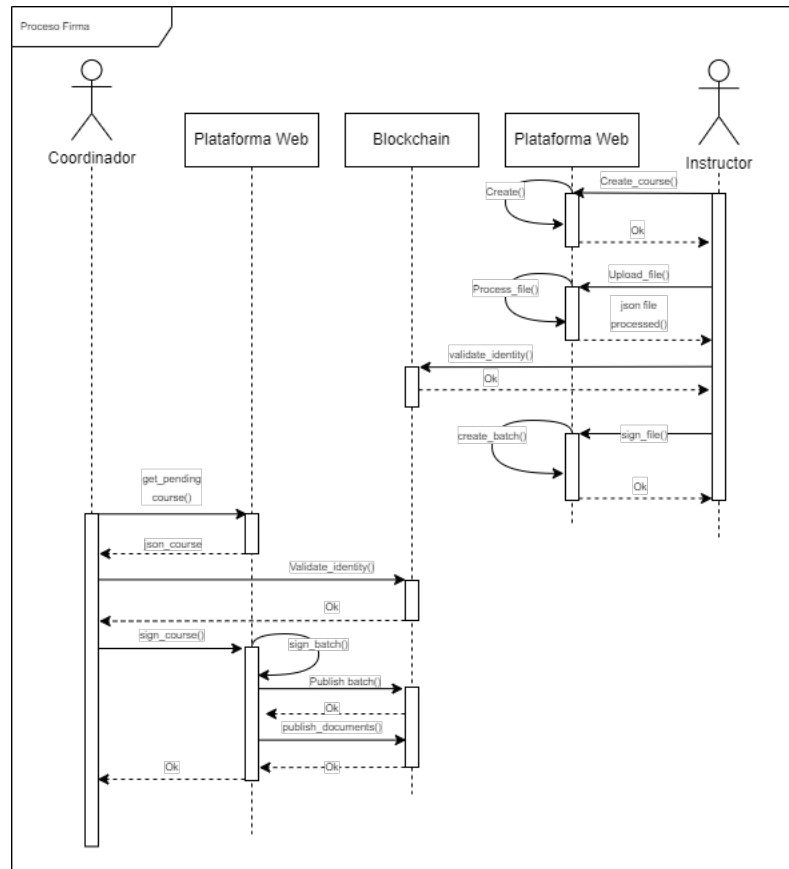 Proceso Firma
Coordinador
Plataforma Web
Blockchain
Plataforma Web
Instructor
Create_course()
Create()
Ok
Upload_file()
Process_file()
json file
processed()
validate_identity()
Ok
sign_file()
create_batch()
Ok
get_pending
course()
json_course
Validate_identity()
Ok
sign_course()
sign_batch()
Publish batch()
Ok
publish_documents()
Ok
Ok